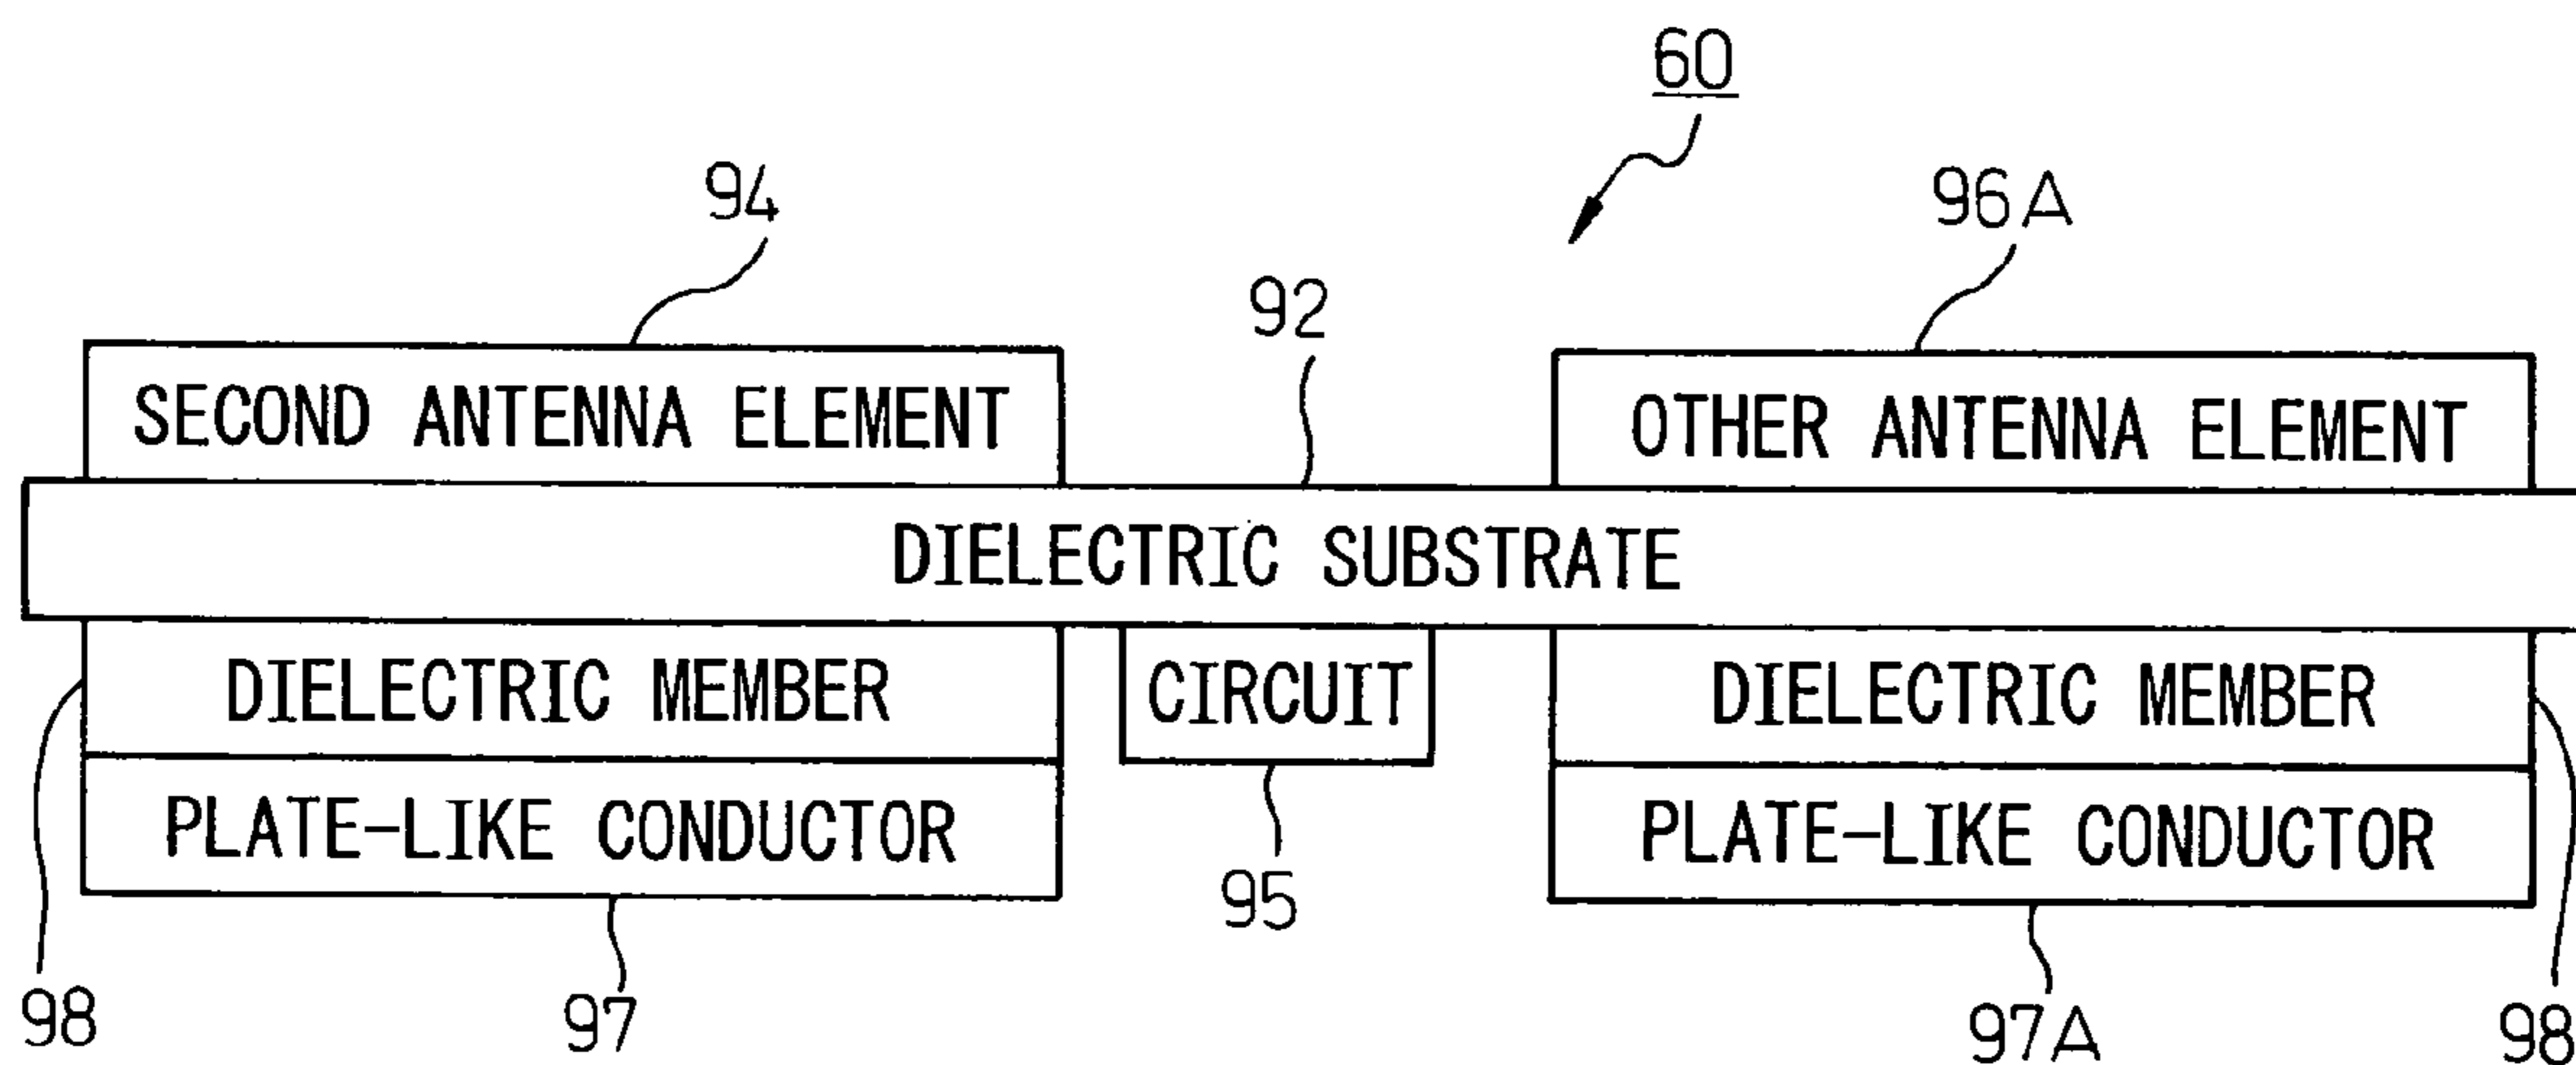 60
94
96A
92
SECOND ANTENNA ELEMENT
OTHER ANTENNA ELEMENT
DIELECTRIC SUBSTRATE
DIELECTRIC MEMBER
CIRCUIT
DIELECTRIC MEMBER
PLATE-LIKE CONDUCTOR
PLATE-LIKE CONDUCTOR
95
98
97
97A
98